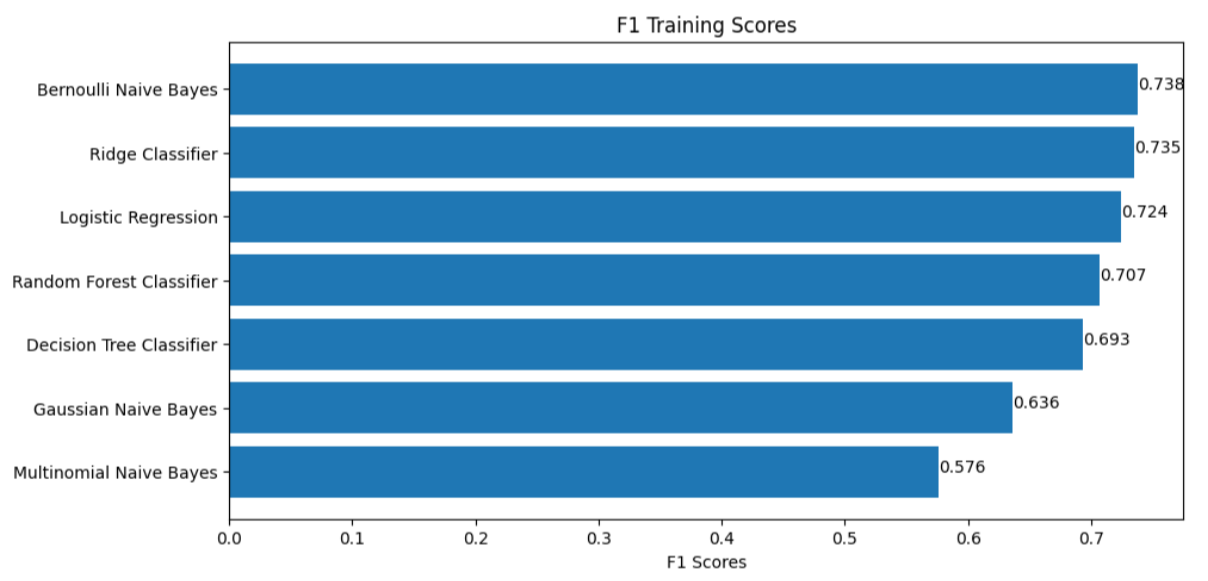 F1 Training Scores
Bernoulli Naive Bayes 0.738
Ridge Classifier 0.735
Logistic Regression 0.724
Random Forest Classifier 0.707
Decision Tree Classifier 0.693
Gaussian Naive Bayes 0.636
Multinomial Naive Bayes 0.576
0.0 0.1 0.2 0.3 0.4 0.5 0.6 0.7
F1 Scores